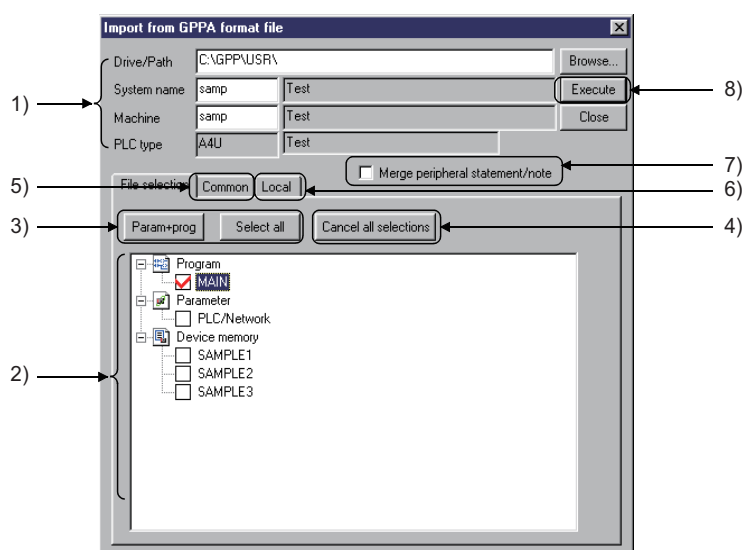 Import from GPPA format file
Drive/Path C:\GPP\USR\ Browse...
System name samp Test Execute 8)
1) Machine samp Test Close
PLC type A4U Test
7)
Merge peripheral statement/note
5) File selection Common Local 6)
3) Param+prog Select all Cancel all selections 4)
Program
MAIN
Parameter
PLC/Network
Device memory
SAMPLE1
2) SAMPLE2
SAMPLE3